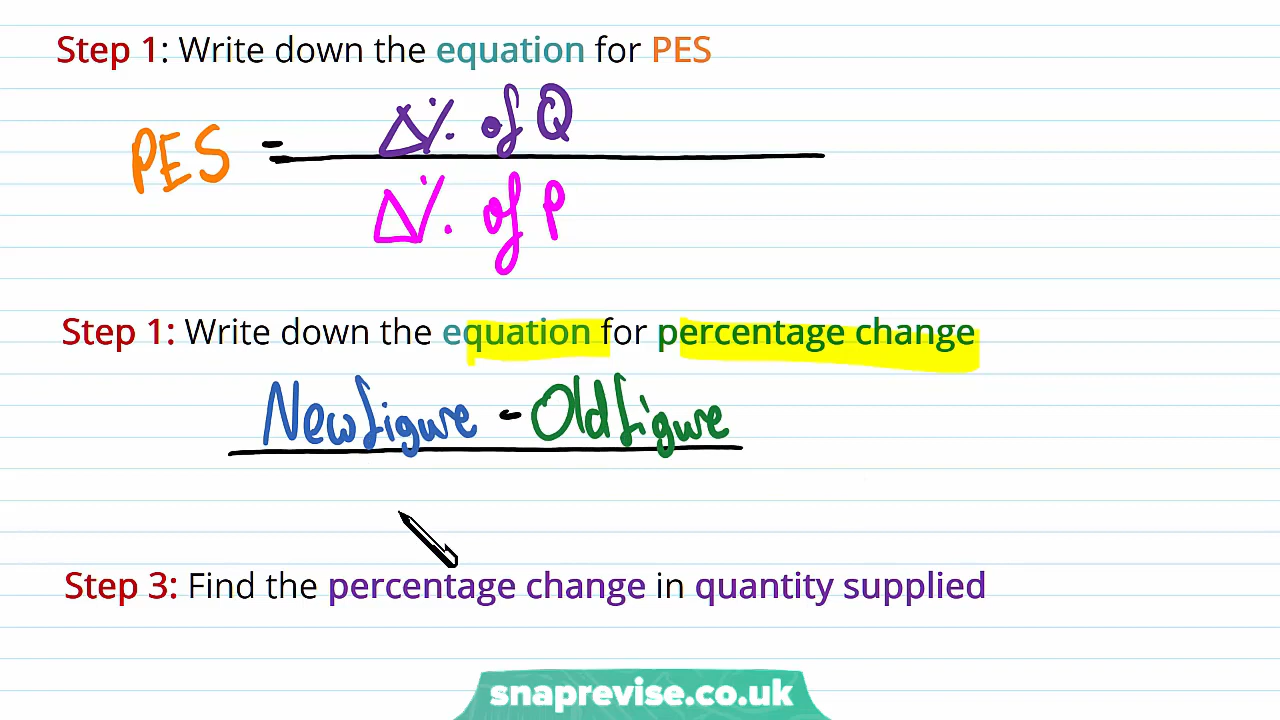 Step 1: Write down the equation for PES
Δ% of Q
PES =
Δ% of P
Step 1: Write down the equation for percentage change
New figure - Old figure
Step 3: Find the percentage change in quantity supplied
snaprevise.co.uk